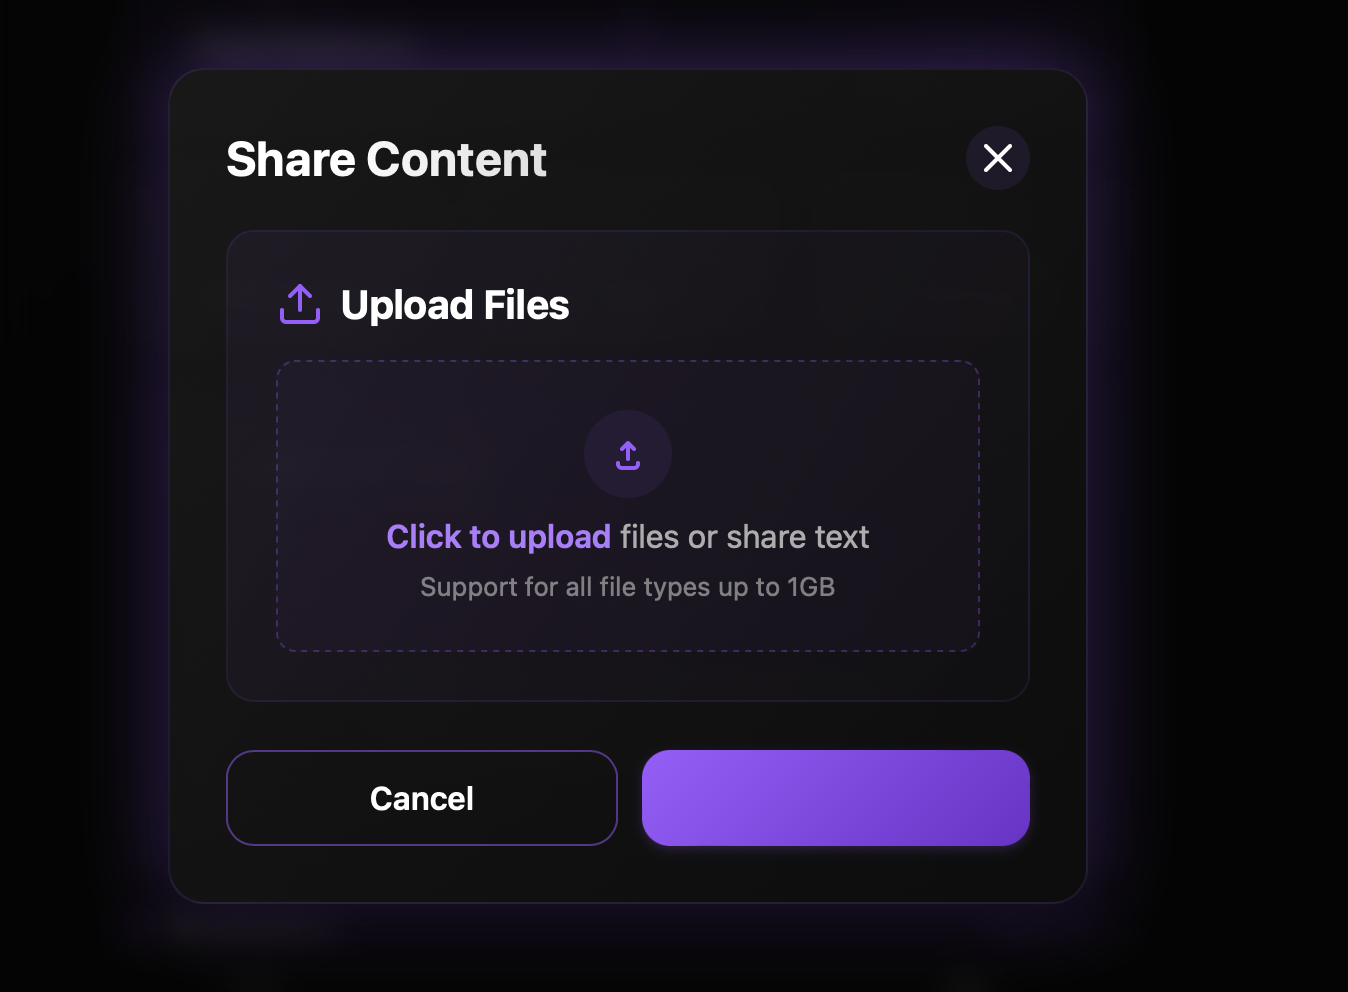 Share Content
Upload Files
Click to upload files or share text
Support for all file types up to 1GB
Cancel